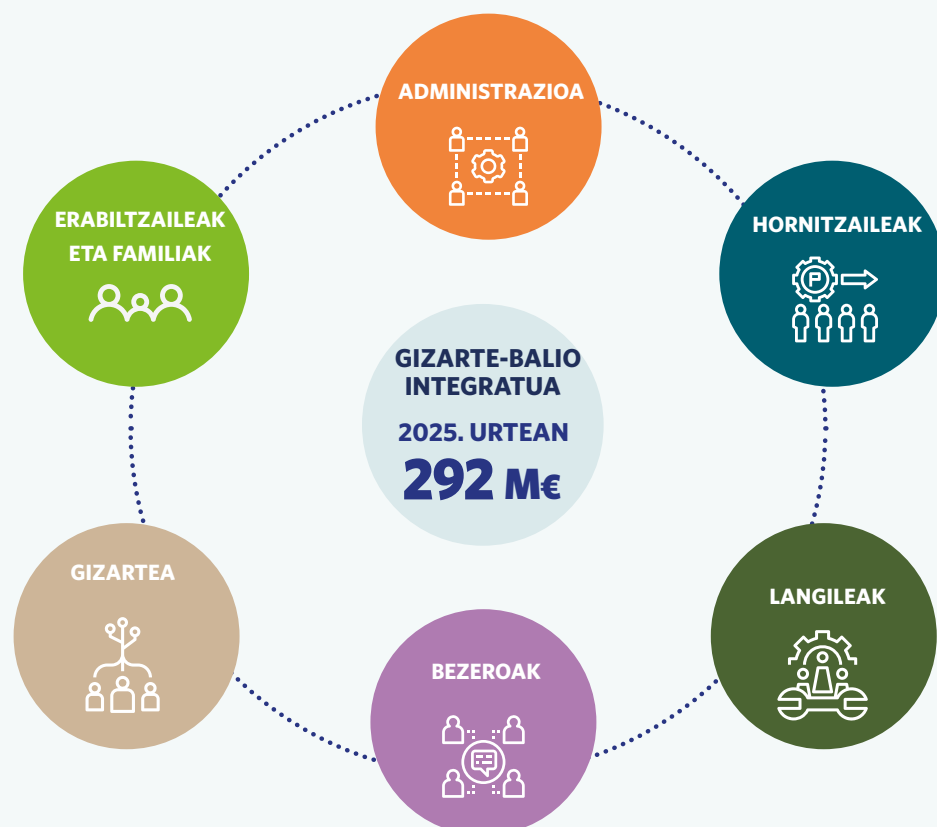 ADMINISTRAZIOA
ERABILTZAILEAK
ETA FAMILIAK
HORNITZAILEAK
P
GIZARTE-BALIO
INTEGRATUA
2025. URTEAN
292 M€
GIZARTEA
LANGILEAK
BEZEROAK